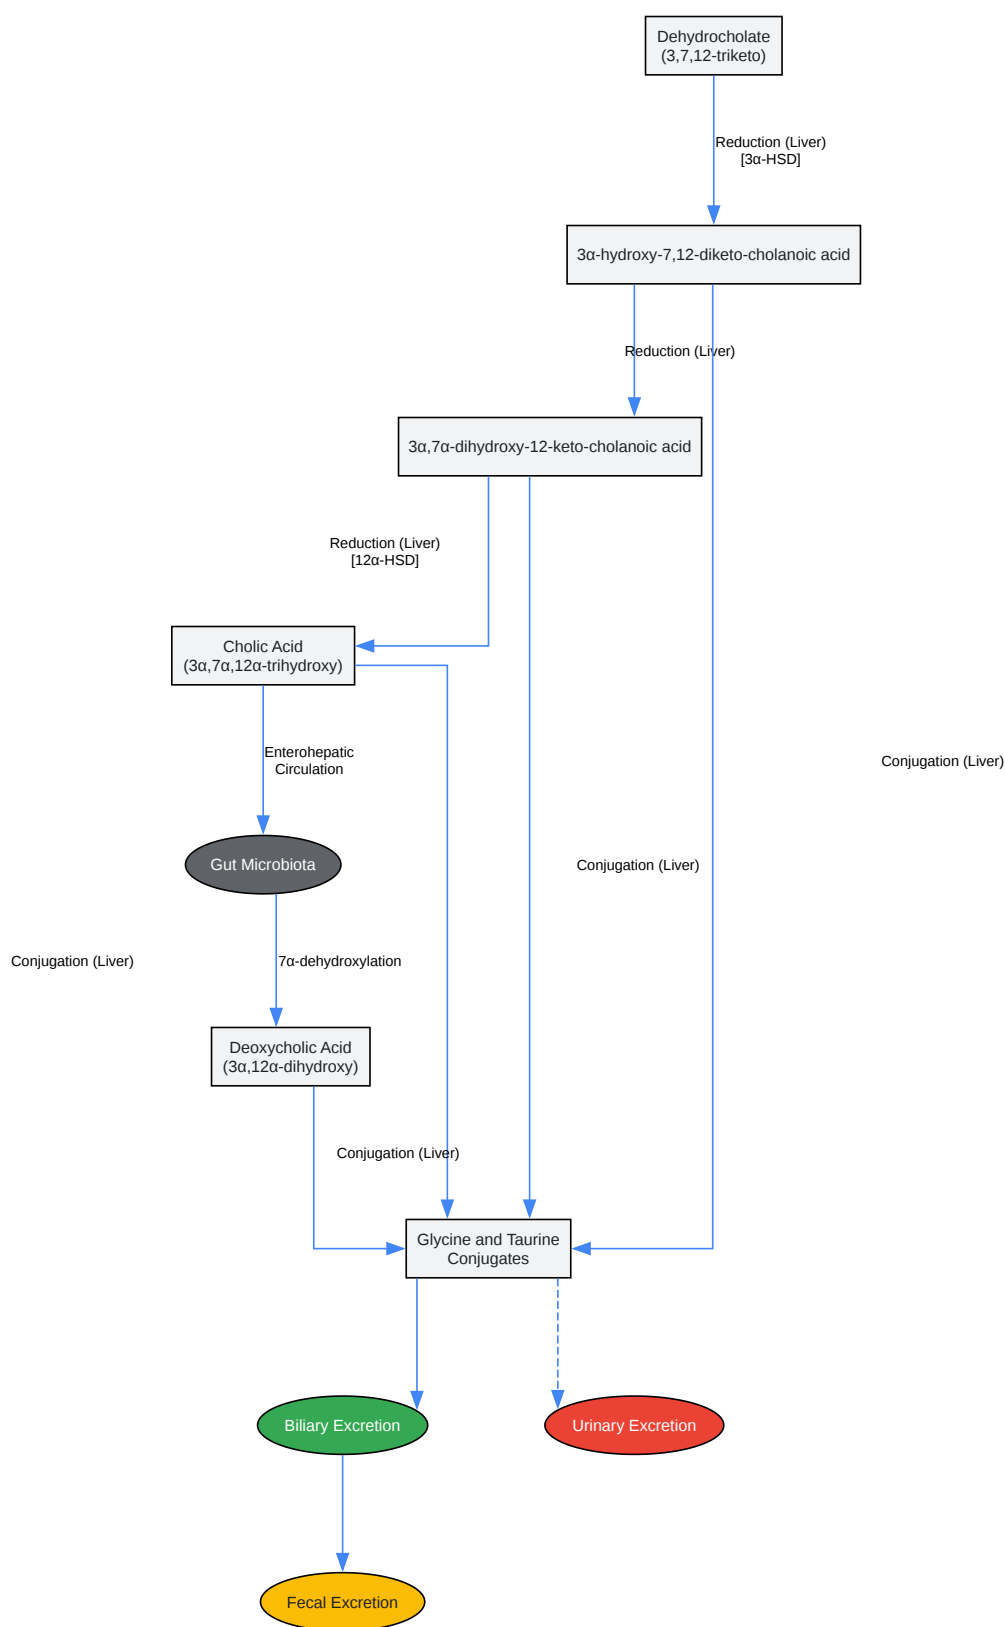 Dehydrocholate
(3,7,12-triketo)
Reduction (Liver)
[3α-HSD]
3α-hydroxy-7,12-diketo-cholanoic acid
Reduction (Liver)
3α,7α-dihydroxy-12-keto-cholanoic acid
Reduction (Liver)
[12α-HSD]
Cholic Acid
(3α,7α,12α-trihydroxy)
Enterohepatic
Circulation
Conjugation (Liver)
Gut Microbiota
Conjugation (Liver)
Conjugation (Liver)
7α-dehydroxylation
Deoxycholic Acid
(3α,12α-dihydroxy)
Conjugation (Liver)
Glycine and Taurine
Conjugates
Biliary Excretion
Urinary Excretion
Fecal Excretion